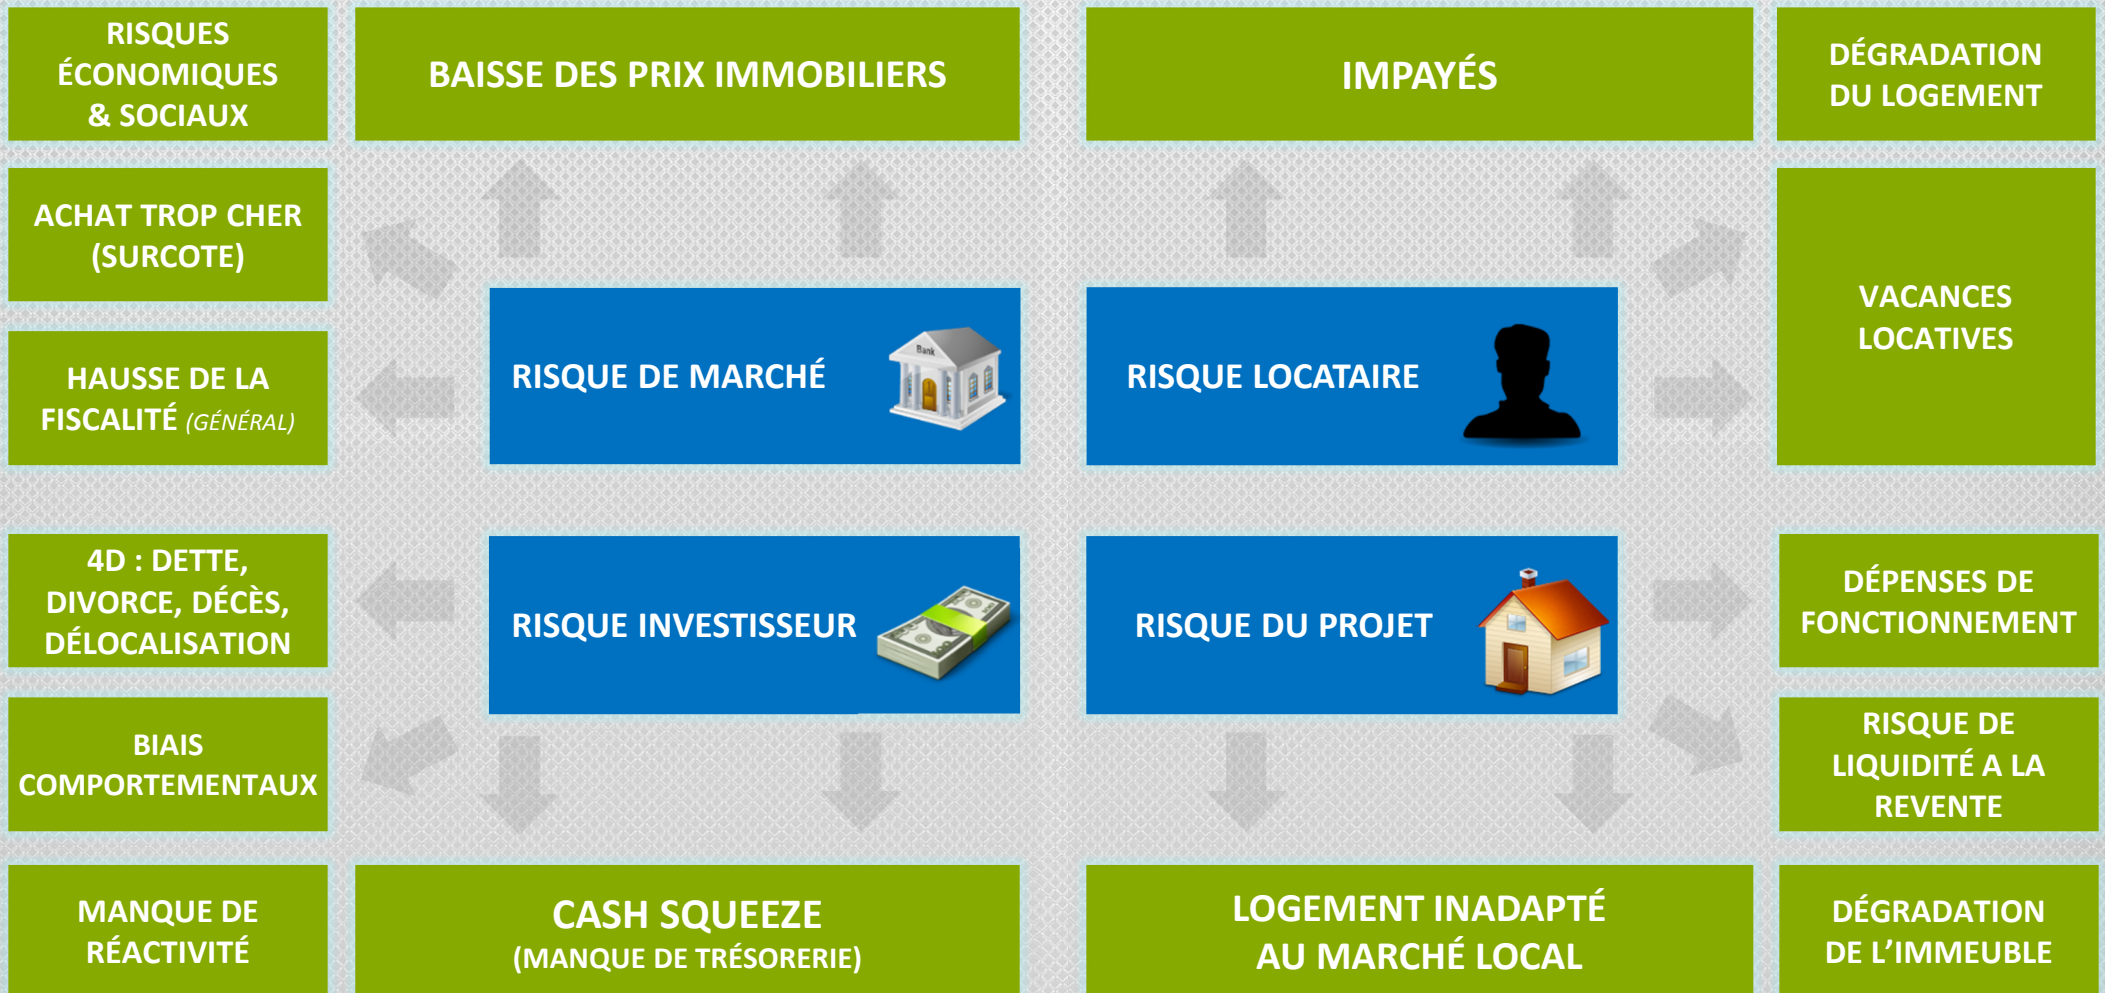 RISQUES
ÉCONOMIQUES
& SOCIAUX
BAISSE DES PRIX IMMOBILIERS
IMPAYÉS
DÉGRADATION
DU LOGEMENT
ACHAT TROP CHER
(SURCOTE)
VACANCES
LOCATIVES
HAUSSE DE LA
FISCALITÉ (GÉNÉRAL)
RISQUE DE MARCHÉ
Bank
RISQUE LOCATAIRE
4D : DETTE,
DIVORCE, DÉCÈS,
DÉLOCALISATION
RISQUE INVESTISSEUR
RISQUE DU PROJET
DÉPENSES DE
FONCTIONNEMENT
BIAIS
COMPORTEMENTAUX
RISQUE DE
LIQUIDITÉ A LA
REVENTE
MANQUE DE
RÉACTIVITÉ
CASH SQUEEZE
(MANQUE DE TRÉSORERIE)
LOGEMENT INADAPTÉ
AU MARCHÉ LOCAL
DÉGRADATION
DE L’IMMEUBLE